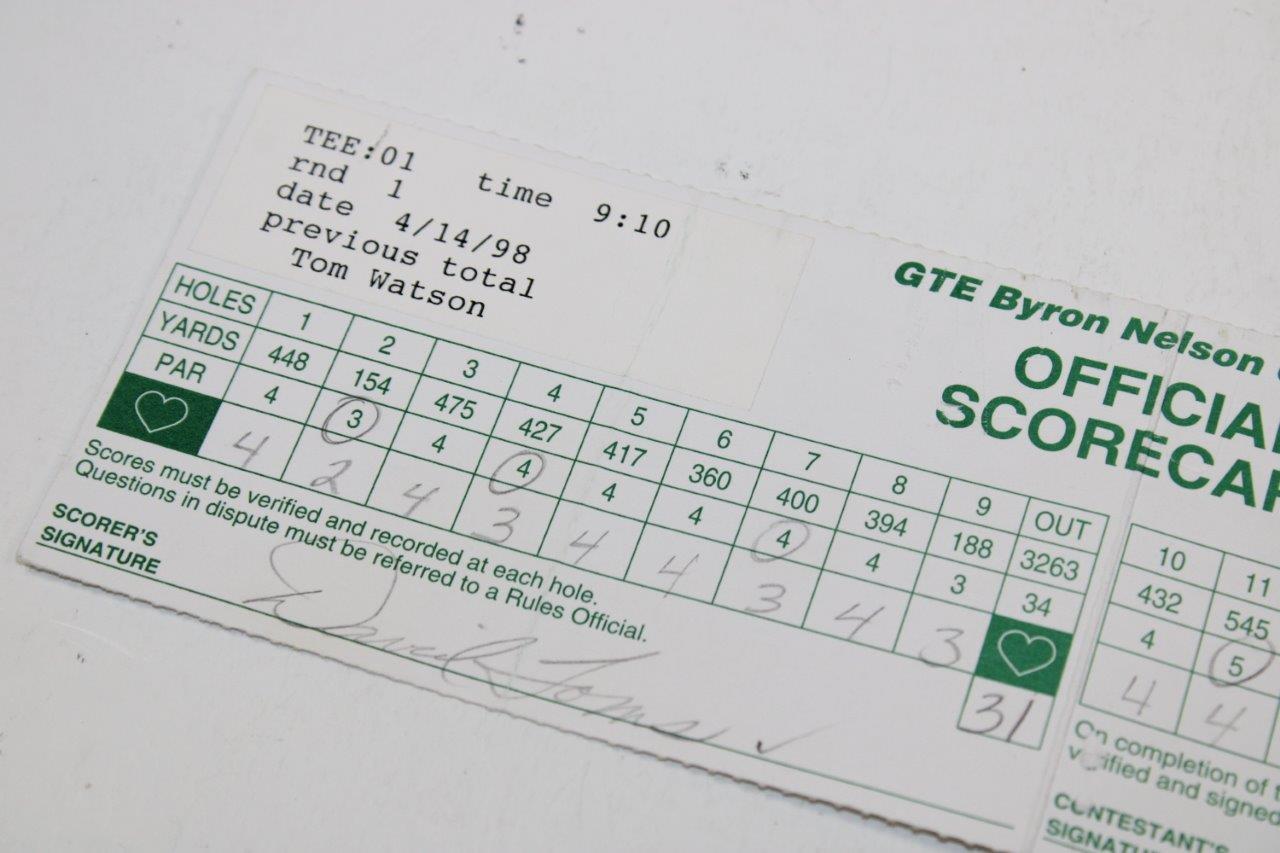 TEE:01 time 9:10
rnd 1
date 4/14/98
previous total
Tom Watson
GTE Byron Nelson
OFFICIA
SCORECA
HOLES 1 2 3 4 5 6 7 8 9 OUT
YARDS 448 154 475 427 417 360 400 394 188 3263
PAR 4 3 4 4 4 4 4 4 3 34
4 2 4 3 4 4 3 4 3
31
Scores must be verified and recorded at each hole.
Questions in dispute must be referred to a Rules Official.
SCORER'S
SIGNATURE
David Toms
10 11
432 545
4 5
4 4
On completion of
verified and signed
CONTESTANT'S
SIGNATURE